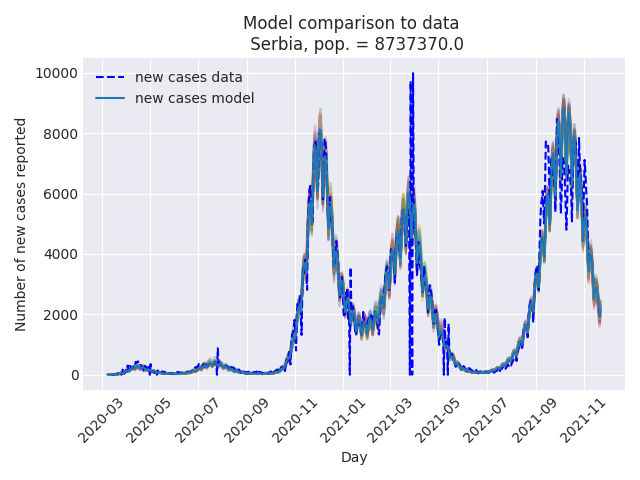 Model comparison to data
Serbia, pop. = 8737370.0
new cases data
new cases model
Number of new cases reported
10000
8000
6000
4000
2000
0
2020-03
2020-05
2020-07
2020-09
2020-11
2021-01
2021-03
2021-05
2021-07
2021-09
2021-11
Day